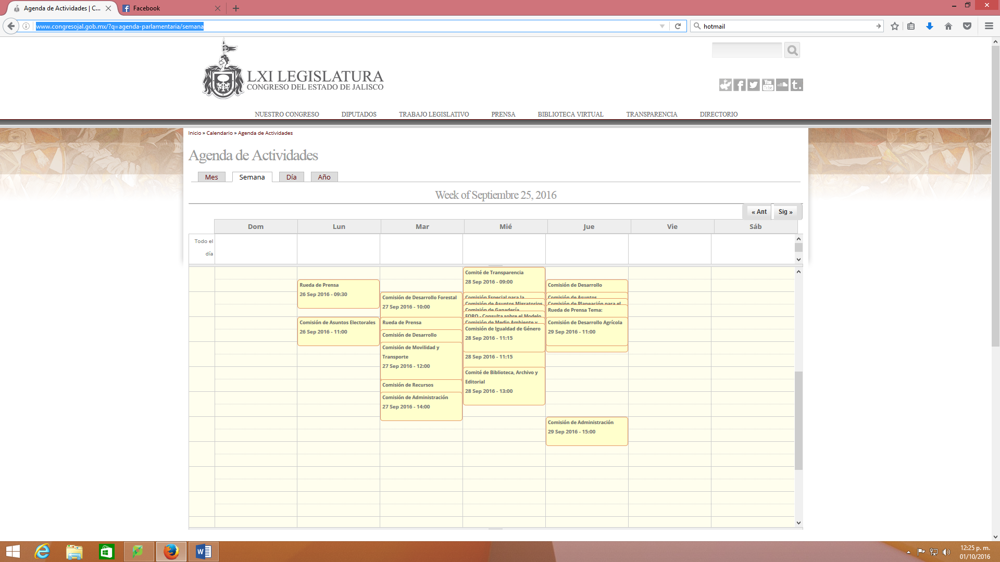 Agenda de Actividades | C...
Facebook
www.congresojal.gob.mx/?q=agenda-parlamentaria/semana
hotmail
LXI LEGISLATURA
CONGRESO DEL ESTADO DE JALISCO
You
Tube
NUESTRO CONGRESO
DIPUTADOS
TRABAJO LEGISLATIVO
PRENSA
BIBLIOTECA VIRTUAL
TRANSPARENCIA
DIRECTORIO
Inicio » Calendario » Agenda de Actividades
Agenda de Actividades
Mes
Semana
Día
Año
Week of Septiembre 25, 2016
« Ant
Sig »
Dom
Lun
Mar
Mié
Jue
Vie
Sáb
Todo el
día
Rueda de Prensa
26 Sep 2016 - 09:30
Comisión de Asuntos Electorales
26 Sep 2016 - 11:00
Comisión de Desarrollo Forestal
27 Sep 2016 - 10:00
Rueda de Prensa
Comisión de Desarrollo
Comisión de Movilidad y
Transporte
27 Sep 2016 - 12:00
Comisión de Recursos
Comisión de Administración
27 Sep 2016 - 14:00
Comité de Transparencia
28 Sep 2016 - 09:00
Comisión Especial para la
Comisión de Asuntos Migratorios
Comisión de Ganadería
FORO - Consulta sobre el Modelo
Comisión de Medio Ambiente y
Comisión de Igualdad de Género
28 Sep 2016 - 11:15
28 Sep 2016 - 11:15
Comité de Biblioteca, Archivo y
Editorial
28 Sep 2016 - 13:00
Comisión de Desarrollo
Comisión de Asuntos
Comisión de Planeación para el
Rueda de Prensa Tema:
Comisión de Desarrollo Agrícola
29 Sep 2016 - 11:00
Comisión de Administración
29 Sep 2016 - 15:00
12:25 p. m.
01/10/2016